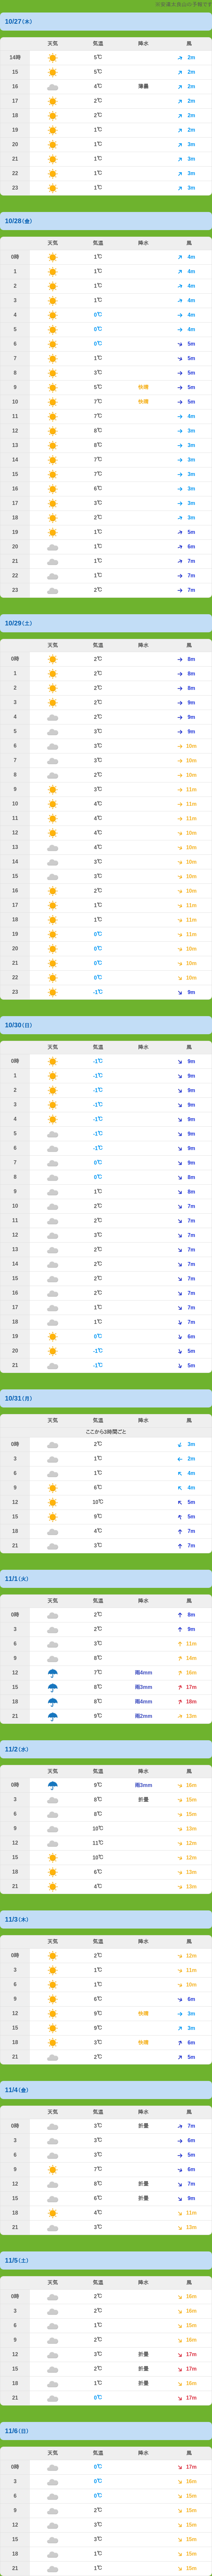 ※安達太良山の予報です
10/27(木)
天気 気温 降水 風
14時 5℃ 2m
15 5℃ 2m
16 4℃ 薄曇 2m
17 2℃ 2m
18 2℃ 2m
19 1℃ 2m
20 1℃ 3m
21 1℃ 3m
22 1℃ 3m
23 1℃ 3m
10/28(金)
天気 気温 降水 風
0時 1℃ 4m
1 1℃ 4m
2 1℃ 4m
3 1℃ 4m
4 0℃ 4m
5 0℃ 4m
6 0℃ 5m
7 1℃ 5m
8 3℃ 5m
9 5℃ 快晴 5m
10 7℃ 快晴 5m
11 7℃ 4m
12 8℃ 3m
13 8℃ 3m
14 7℃ 3m
15 7℃ 3m
16 6℃ 3m
17 3℃ 3m
18 2℃ 3m
19 1℃ 5m
20 1℃ 6m
21 1℃ 7m
22 1℃ 7m
23 2℃ 7m
10/29(土)
天気 気温 降水 風
0時 2℃ 8m
1 2℃ 8m
2 2℃ 8m
3 2℃ 9m
4 2℃ 9m
5 3℃ 9m
6 3℃ 10m
7 3℃ 10m
8 2℃ 10m
9 3℃ 11m
10 4℃ 11m
11 4℃ 11m
12 4℃ 10m
13 4℃ 10m
14 3℃ 10m
15 3℃ 10m
16 2℃ 10m
17 1℃ 11m
18 1℃ 11m
19 0℃ 11m
20 0℃ 10m
21 0℃ 10m
22 0℃ 10m
23 -1℃ 9m
10/30(日)
天気 気温 降水 風
0時 -1℃ 9m
1 -1℃ 9m
2 -1℃ 9m
3 -1℃ 9m
4 -1℃ 9m
5 -1℃ 9m
6 -1℃ 9m
7 0℃ 9m
8 0℃ 8m
9 1℃ 8m
10 2℃ 7m
11 2℃ 7m
12 3℃ 7m
13 2℃ 7m
14 2℃ 7m
15 2℃ 7m
16 2℃ 7m
17 1℃ 7m
18 1℃ 7m
19 0℃ 6m
20 -1℃ 5m
21 -1℃ 5m
10/31(月)
天気 気温 降水 風
ここから3時間ごと
0時 2℃ 3m
3 1℃ 2m
6 1℃ 4m
9 6℃ 4m
12 10℃ 5m
15 9℃ 5m
18 4℃ 7m
21 3℃ 7m
11/1(火)
天気 気温 降水 風
0時 2℃ 8m
3 2℃ 9m
6 3℃ 11m
9 8℃ 14m
12 7℃ 雨4mm 16m
15 8℃ 雨3mm 17m
18 8℃ 雨4mm 18m
21 9℃ 雨2mm 13m
11/2(水)
天気 気温 降水 風
0時 9℃ 雨3mm 16m
3 8℃ 折曇 15m
6 8℃ 15m
9 10℃ 13m
12 11℃ 12m
15 10℃ 12m
18 6℃ 13m
21 4℃ 13m
11/3(木)
天気 気温 降水 風
0時 2℃ 12m
3 1℃ 11m
6 1℃ 10m
9 6℃ 6m
12 9℃ 快晴 3m
15 9℃ 3m
18 3℃ 快晴 6m
21 2℃ 5m
11/4(金)
天気 気温 降水 風
0時 3℃ 折曇 7m
3 3℃ 6m
6 3℃ 5m
9 7℃ 6m
12 8℃ 折曇 7m
15 6℃ 折曇 9m
18 4℃ 11m
21 3℃ 13m
11/5(土)
天気 気温 降水 風
0時 2℃ 16m
3 2℃ 16m
6 1℃ 15m
9 2℃ 16m
12 3℃ 折曇 17m
15 2℃ 折曇 17m
18 1℃ 折曇 16m
21 0℃ 17m
11/6(日)
天気 気温 降水 風
0時 0℃ 17m
3 0℃ 16m
6 0℃ 15m
9 2℃ 15m
12 3℃ 15m
15 3℃ 15m
18 1℃ 15m
21 1℃ 15m